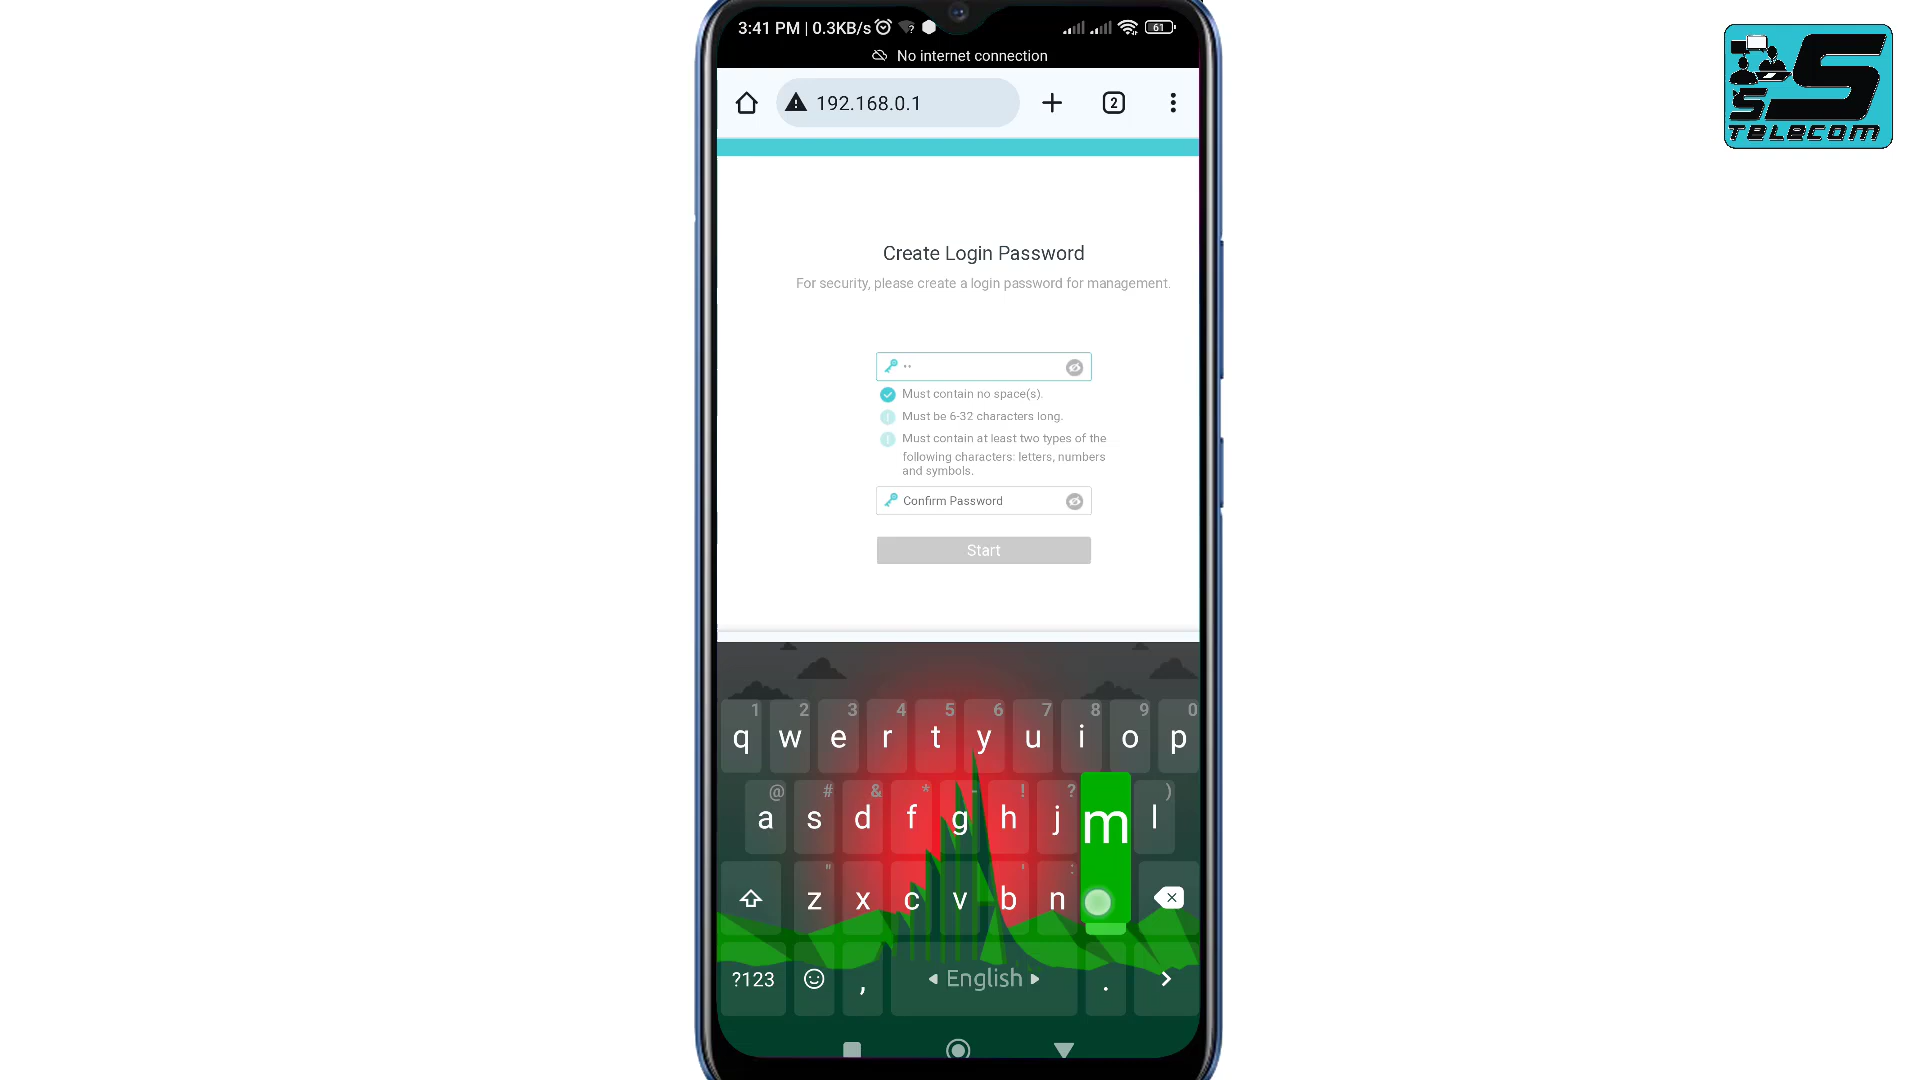 3:41 PM | 0.3KB/s
61
No internet connection
192.168.0.1
2
S
S
TELECOM
Create Login Password
For security, please create a login password for management.
Must contain no space(s).
Must be 6-32 characters long.
Must contain at least two types of the
following characters: letters, numbers
and symbols.
Confirm Password
Start
1 2 3 4 5 6 7 8 9 0
q w e r t y u i o p
@ # & * - ! ? )
a s d f g h j m l
" ' :
z x c v b n
?123 , English .